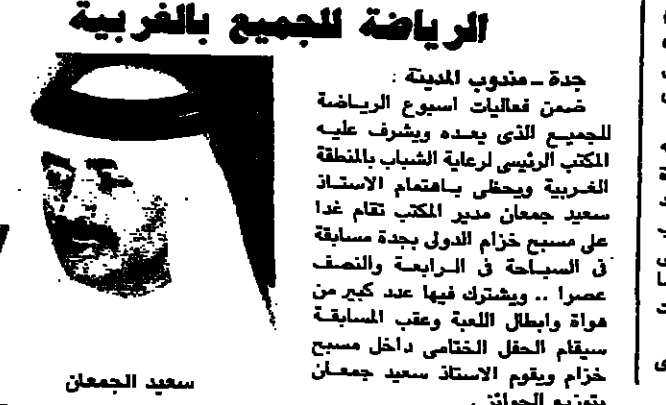 الرياضة للجميع بالغربية
جدة ـ مندوب المدينة :
ضمن فعاليات اسبوع الرياضة
للجميع الذى يعده ويشرف عليه
المكتب الرئيسى لرعاية الشباب بالمنطقة
الغربية ويحظى باهتمام الاستاذ
سعيد جمعان مدير المكتب تقام غدا
على مسبح خزام الدولى بجدة مسابقة
فى السباحة فى الرابعة والنصف
عصرا .. ويشترك فيها عدد كبير من
هواة وابطال اللعبة وعقب المسابقة
سيقام الحفل الختامى داخل مسبح
خزام ويقوم الاستاذ سعيد جمعان
بتوزيع الجوائز .
سعيد الجمعان